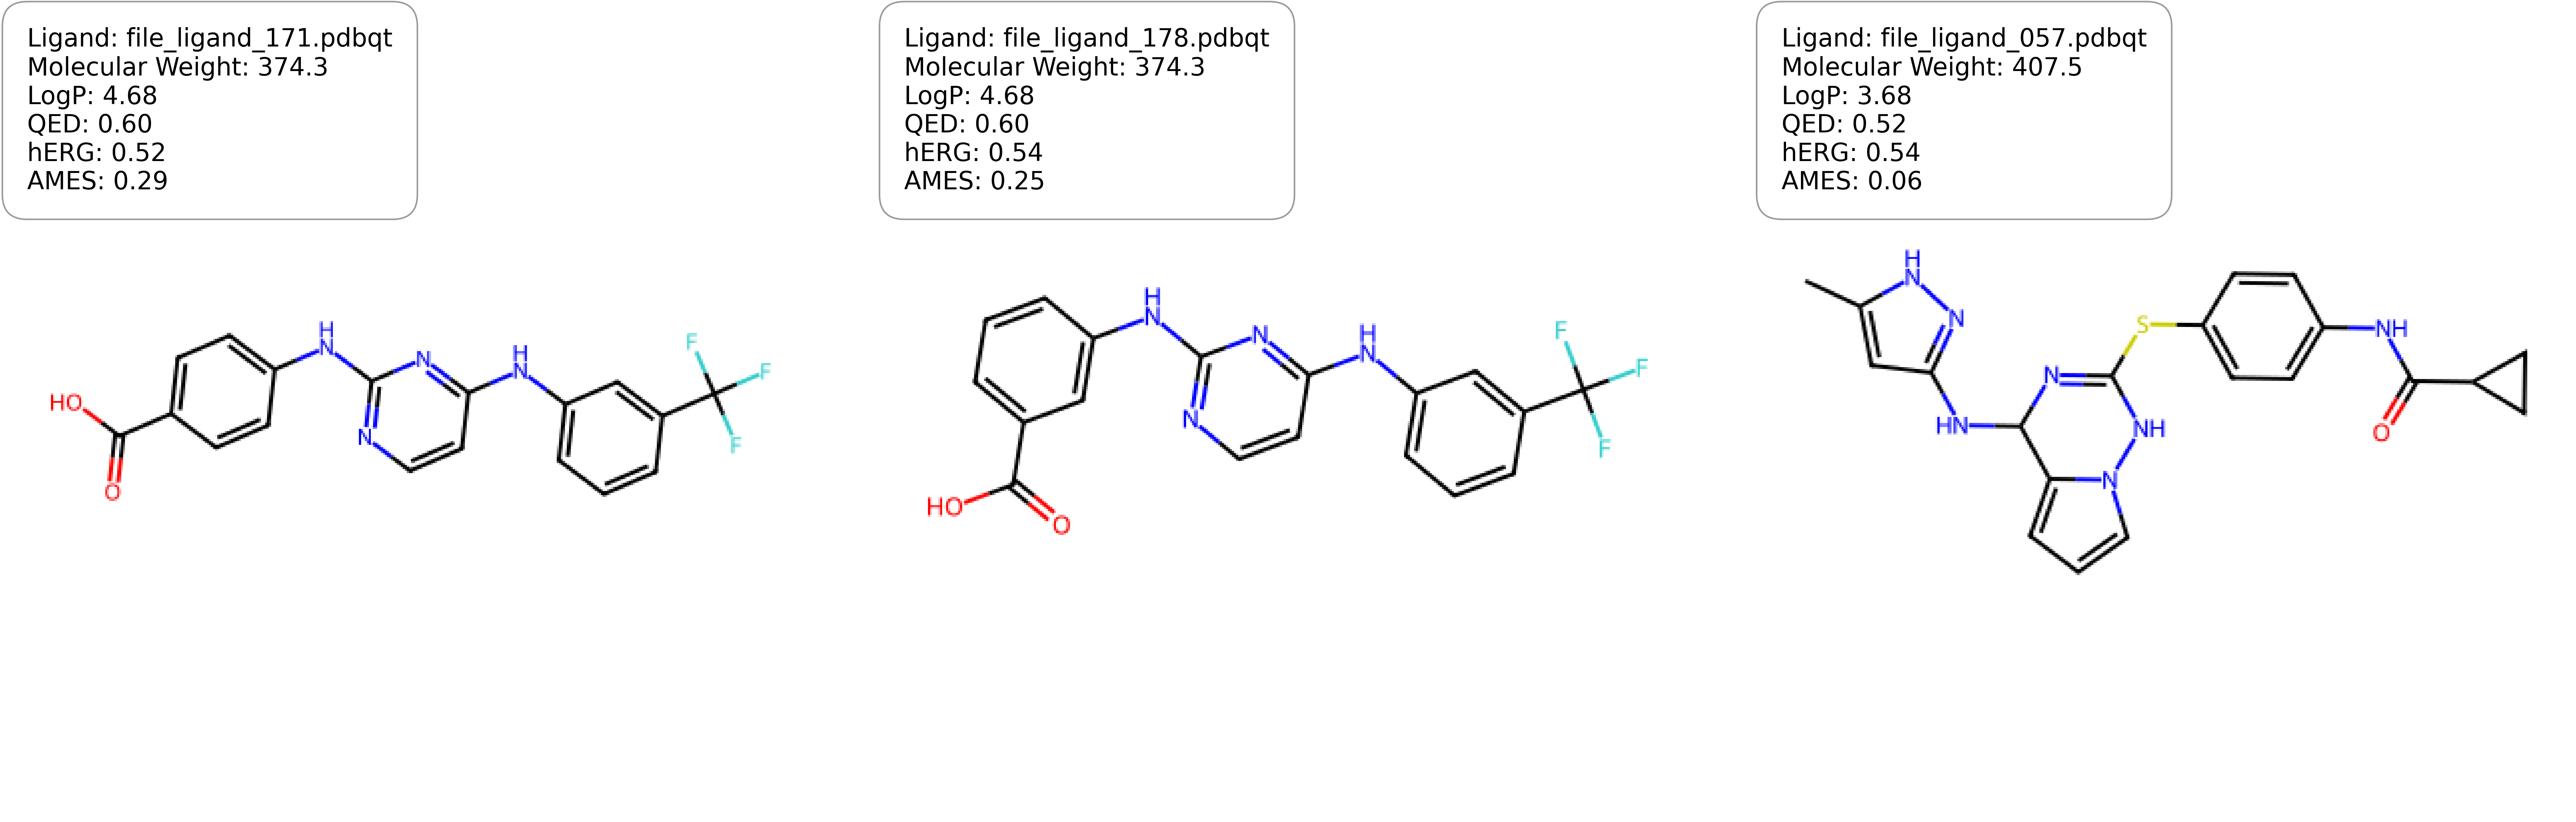 Ligand: file_ligand_171.pdbqt
Molecular Weight: 374.3
LogP: 4.68
QED: 0.60
hERG: 0.52
AMES: 0.29
Ligand: file_ligand_178.pdbqt
Molecular Weight: 374.3
LogP: 4.68
QED: 0.60
hERG: 0.54
AMES: 0.25
Ligand: file_ligand_057.pdbqt
Molecular Weight: 407.5
LogP: 3.68
QED: 0.52
hERG: 0.54
AMES: 0.06
HO
O
H
N
N
N
H
N
F
F
F
HO
O
H
N
N
N
H
N
F
F
F
H
N
N
HN
N
S
NH
N
NH
O